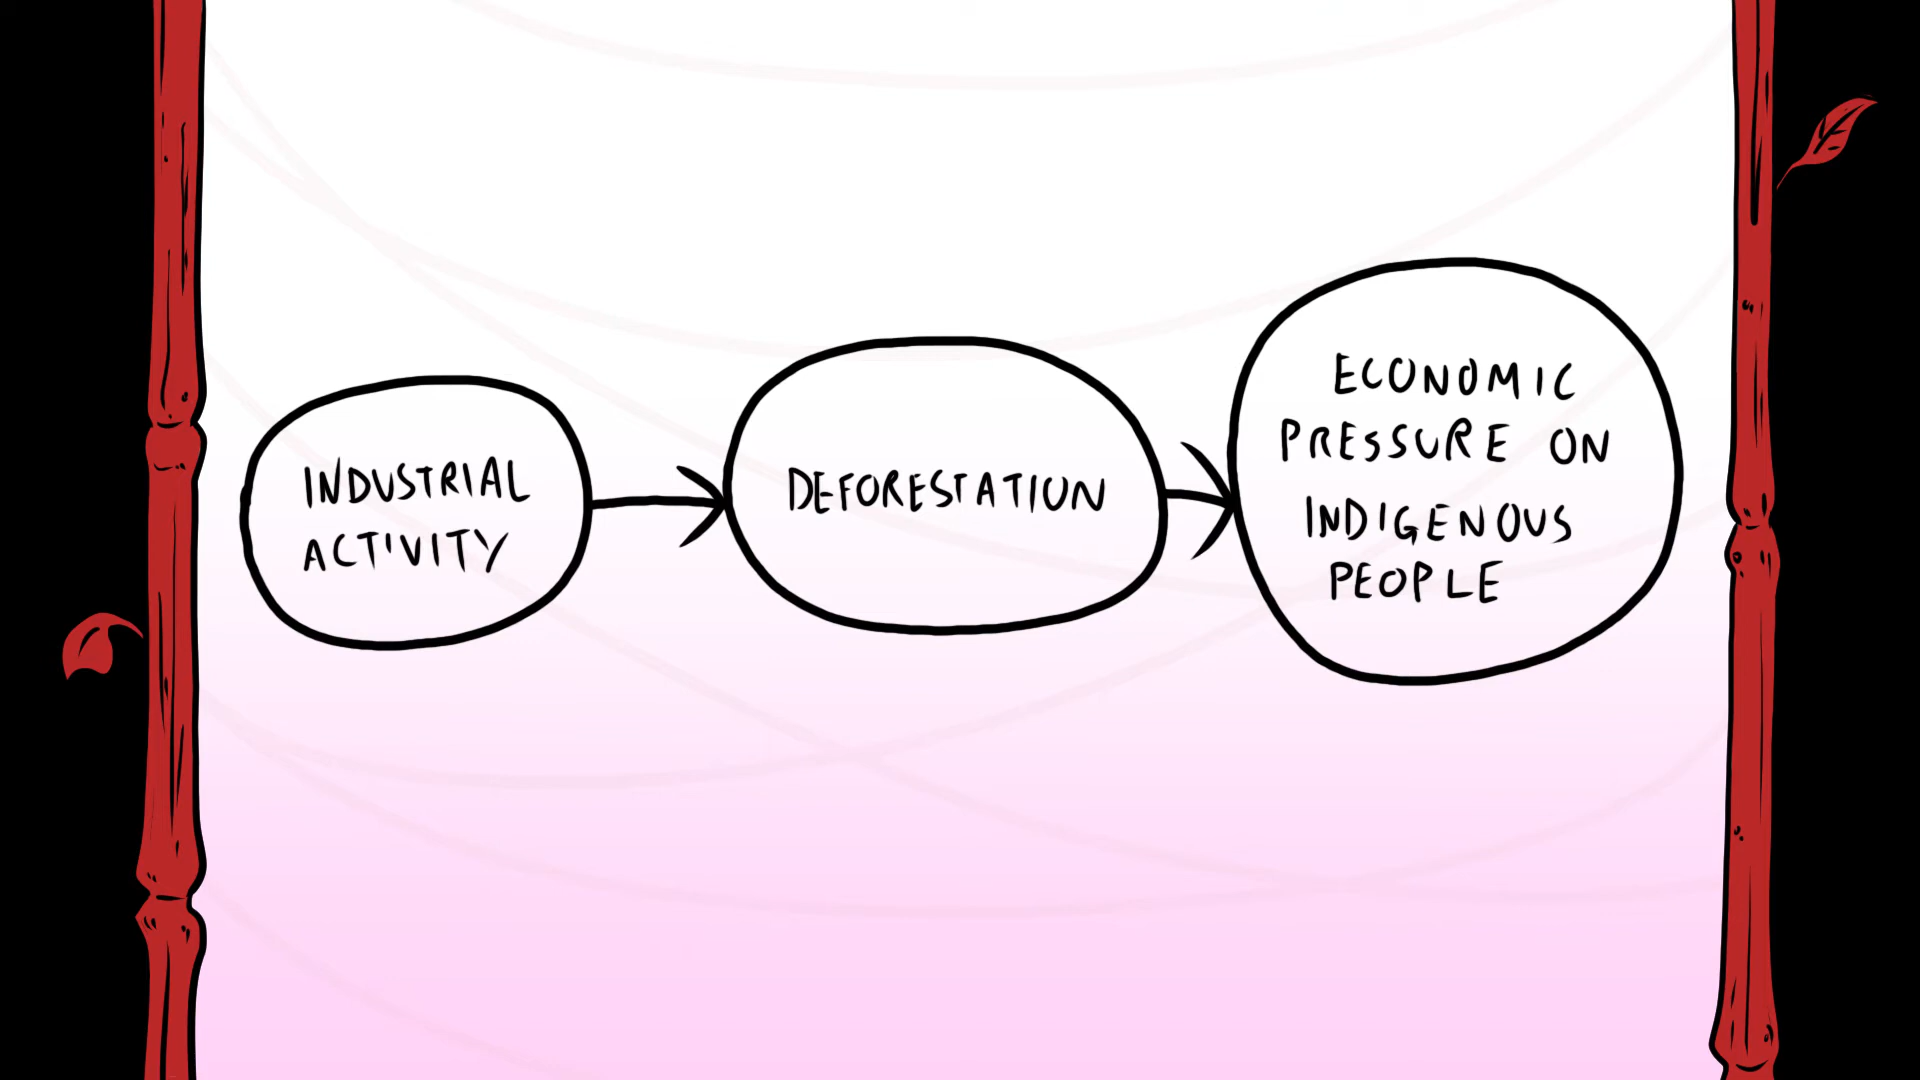 INDUSTRIAL
ACTIVITY
DEFORESTATION
ECONOMIC
PRESSURE ON
INDIGENOUS
PEOPLE